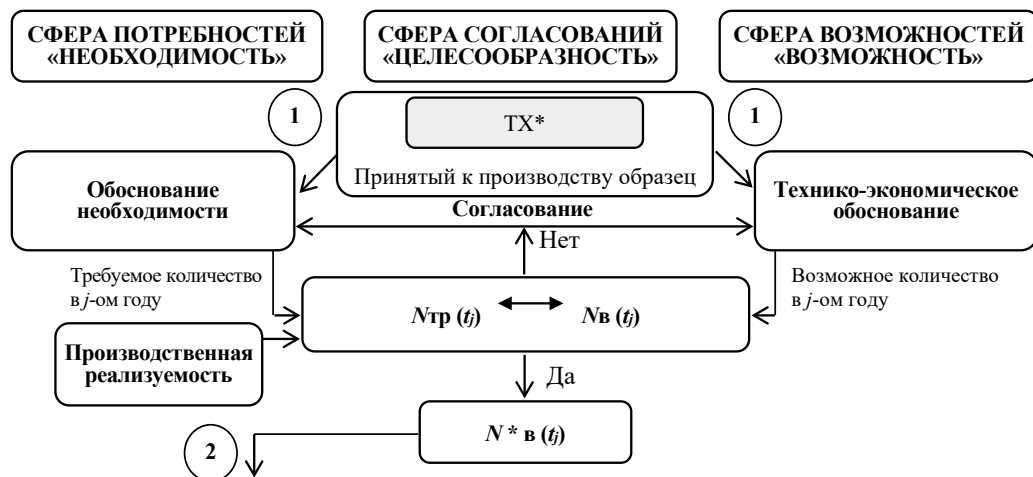 СФЕРА ПОТРЕБНОСТЕЙ
«НЕОБХОДИМОСТЬ»
СФЕРА СОГЛАСОВАНИЙ
«ЦЕЛЕСООБРАЗНОСТЬ»
СФЕРА ВОЗМОЖНОСТЕЙ
«ВОЗМОЖНОСТЬ»
1
ТХ*
1
Принятый к производству образец
Обоснование
необходимости
Согласование
Технико-экономическое
обоснование
Нет
Требуемое количество
в j-ом году
Возможное количество
в j-ом году
Nтр (tj)
Nв (tj)
Производственная
реализуемость
Да
N * в (tj)
2